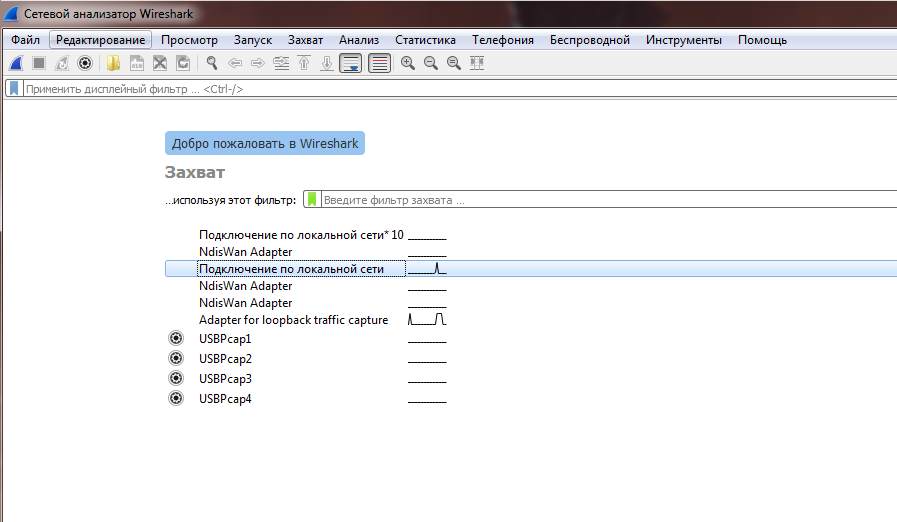 Сетевой анализатор Wireshark
Файл Редактирование Просмотр Запуск Захват Анализ Статистика Телефония Беспроводной Инструменты Помощь
Применить дисплейный фильтр ... <Ctrl-/>
Добро пожаловать в Wireshark
Захват
...используя этот фильтр: Введите фильтр захвата ...
Подключение по локальной сети* 10
NdisWan Adapter
Подключение по локальной сети
NdisWan Adapter
NdisWan Adapter
Adapter for loopback traffic capture
USBPcap1
USBPcap2
USBPcap3
USBPcap4